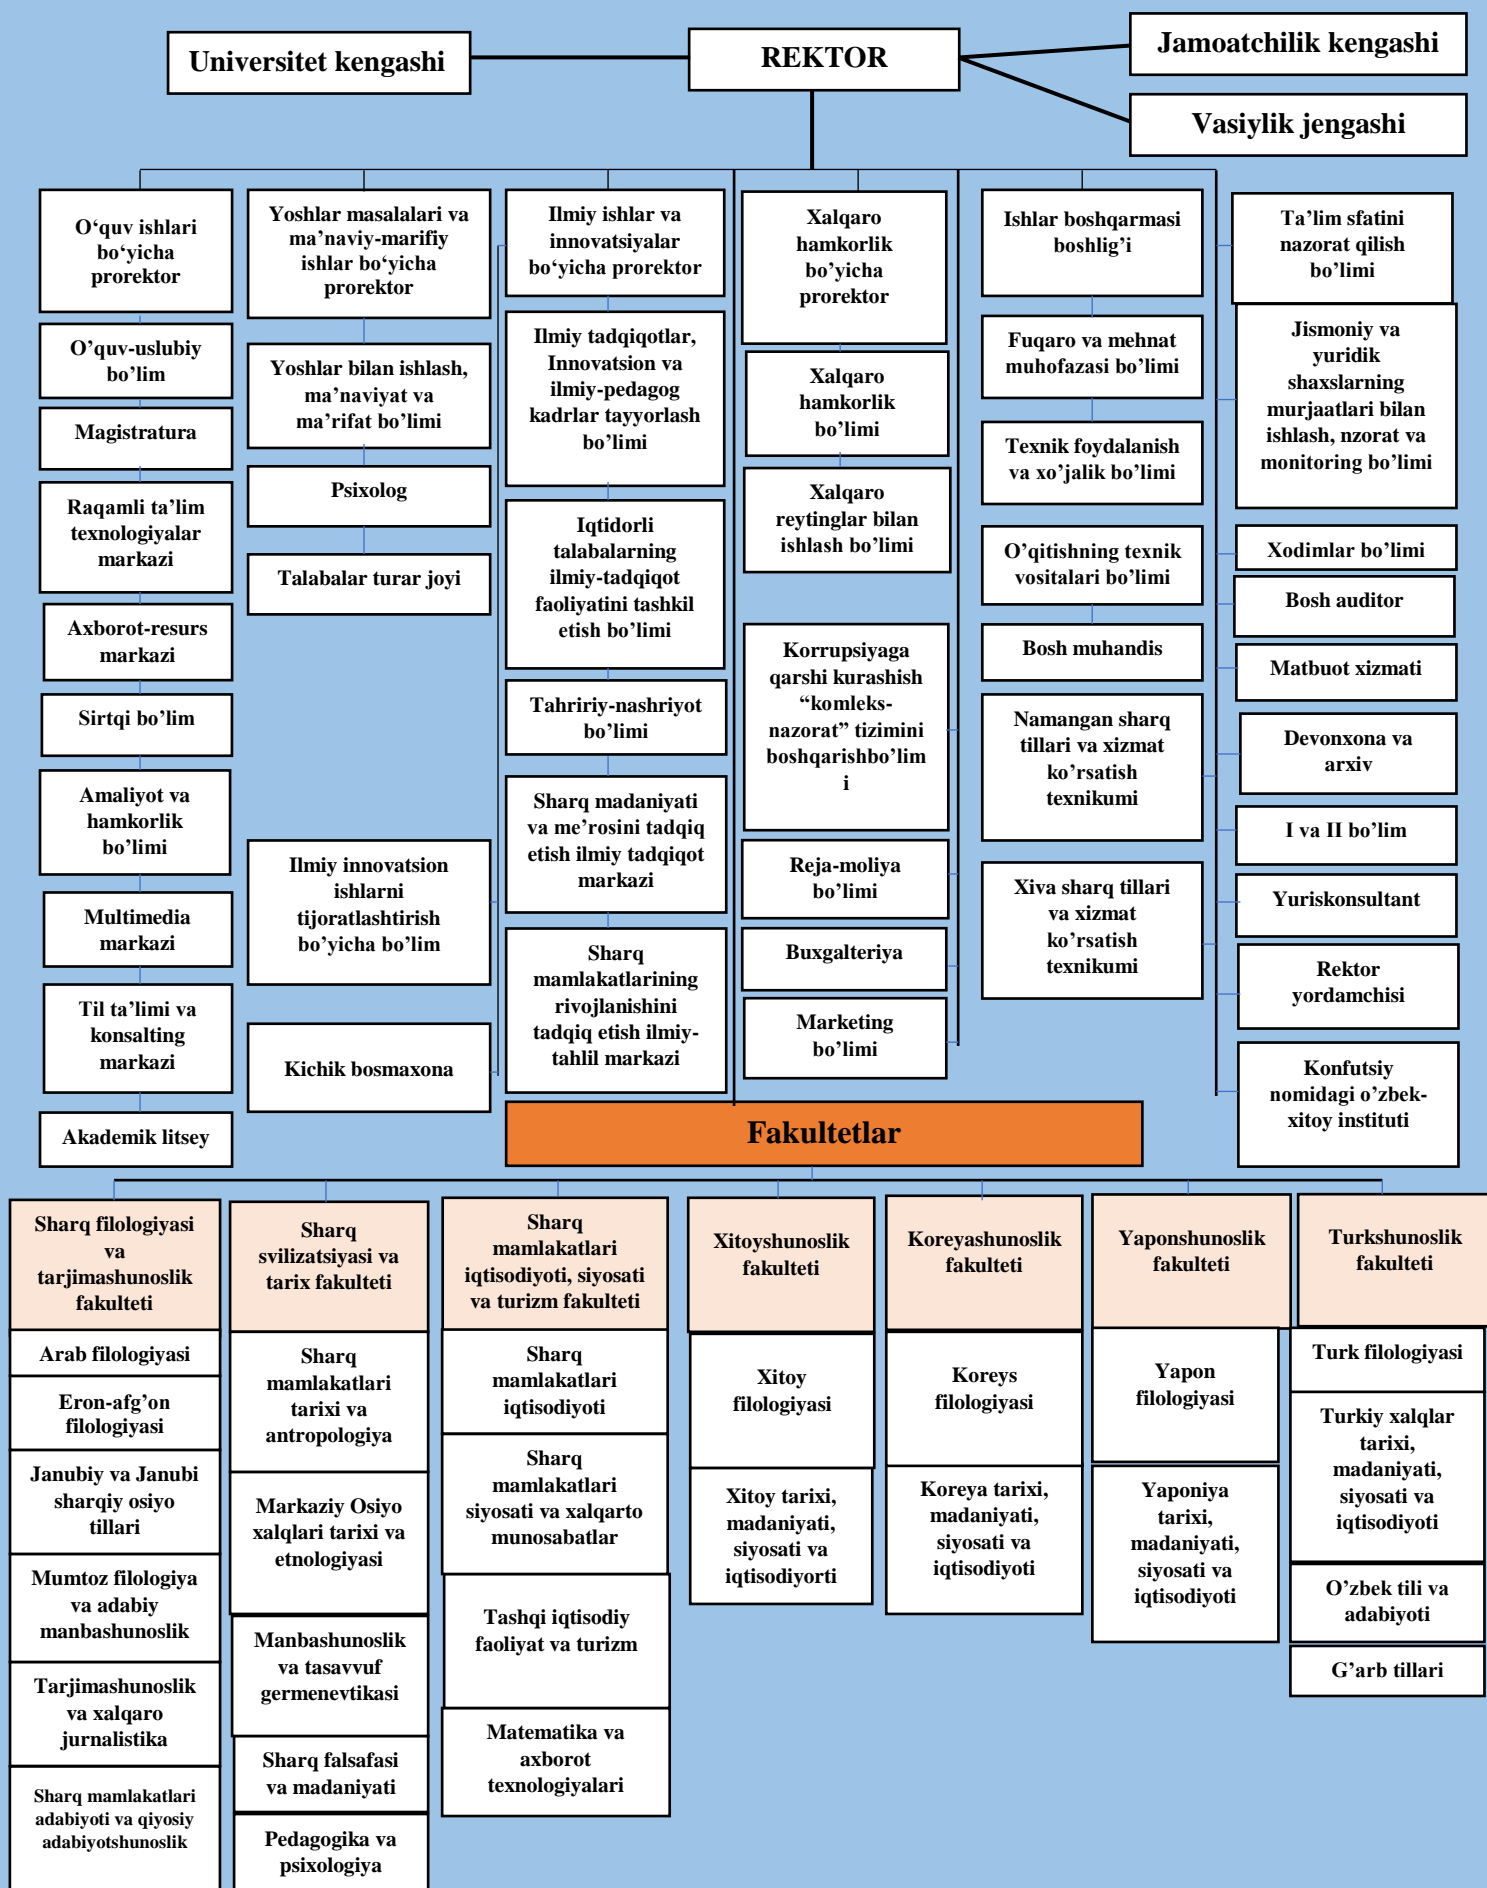 Universitet kengashi
REKTOR
Jamoatchilik kengashi
Vasiylik jengashi
O‘quv ishlari
bo‘yicha
prorektor
O’quv-uslubiy
bo’lim
Magistratura
Raqamli ta’lim
texnologiyalar
markazi
Axborot-resurs
markazi
Sirtqi bo’lim
Amaliyot va
hamkorlik
bo’limi
Multimedia
markazi
Til ta’limi va
konsalting
markazi
Akademik litsey
Yoshlar masalalari va
ma’naviy-marifiy
ishlar bo‘yicha
prorektor
Yoshlar bilan ishlash,
ma’naviyat va
ma’rifat bo’limi
Psixolog
Talabalar turar joyi
Ilmiy innovatsion
ishlarni
tijoratlashtirish
bo’yicha bo’lim
Kichik bosmaxona
Ilmiy ishlar va
innovatsiyalar
bo‘yicha prorektor
Ilmiy tadqiqotlar,
Innovatsion va
ilmiy-pedagog
kadrlar tayyorlash
bo’limi
Iqtidorli
talabalarning
ilmiy-tadqiqot
faoliyatini tashkil
etish bo’limi
Tahririy-nashriyot
bo’limi
Sharq madaniyati
va me’rosini tadqiq
etish ilmiy tadqiqot
markazi
Sharq
mamlakatlarining
rivojlanishini
tadqiq etish ilmiy-
tahlil markazi
Xalqaro
hamkorlik
bo’yicha
prorektor
Xalqaro
hamkorlik
bo’limi
Xalqaro
reytinglar bilan
ishlash bo’limi
Korrupsiyaga
qarshi kurashish
“komleks-
nazorat” tizimini
boshqarishbo’lim
i
Reja-moliya
bo’limi
Buxgalteriya
Marketing
bo’limi
Ishlar boshqarmasi
boshlig’i
Fuqaro va mehnat
muhofazasi bo’limi
Texnik foydalanish
va xo’jalik bo’limi
O’qitishning texnik
vositalari bo’limi
Bosh muhandis
Namangan sharq
tillari va xizmat
ko’rsatish
texnikumi
Xiva sharq tillari
va xizmat
ko’rsatish
texnikumi
Ta’lim sfatini
nazorat qilish
bo’limi
Jismoniy va
yuridik
shaxslarning
murjaatlari bilan
ishlash, nzorat va
monitoring bo’limi
Xodimlar bo’limi
Bosh auditor
Matbuot xizmati
Devonxona va
arxiv
I va II bo’lim
Yuriskonsultant
Rektor
yordamchisi
Konfutsiy
nomidagi o’zbek-
xitoy instituti
Fakultetlar
Sharq filologiyasi
va
tarjimashunoslik
fakulteti
Arab filologiyasi
Eron-afg’on
filologiyasi
Janubiy va Janubi
sharqiy osiyo
tillari
Mumtoz filologiya
va adabiy
manbashunoslik
Tarjimashunoslik
va xalqaro
jurnalistika
Sharq mamlakatlari
adabiyoti va qiyosiy
adabiyotshunoslik
Sharq
svilizatsiyasi va
tarix fakulteti
Sharq
mamlakatlari
tarixi va
antropologiya
Markaziy Osiyo
xalqlari tarixi va
etnologiyasi
Manbashunoslik
va tasavvuf
germenevtikasi
Sharq falsafasi
va madaniyati
Pedagogika va
psixologiya
Sharq
mamlakatlari
iqtisodiyoti, siyosati
va turizm fakulteti
Sharq
mamlakatlari
iqtisodiyoti
Sharq
mamlakatlari
siyosati va xalqarto
munosabatlar
Tashqi iqtisodiy
faoliyat va turizm
Matematika va
axborot
texnologiyalari
Xitoyshunoslik
fakulteti
Xitoy
filologiyasi
Xitoy tarixi,
madaniyati,
siyosati va
iqtisodiyorti
Koreyashunoslik
fakulteti
Koreys
filologiyasi
Koreya tarixi,
madaniyati,
siyosati va
iqtisodiyoti
Yaponshunoslik
fakulteti
Yapon
filologiyasi
Yaponiya
tarixi,
madaniyati,
siyosati va
iqtisodiyoti
Turkshunoslik
fakulteti
Turk filologiyasi
Turkiy xalqlar
tarixi,
madaniyati,
siyosati va
iqtisodiyoti
O’zbek tili va
adabiyoti
G’arb tillari